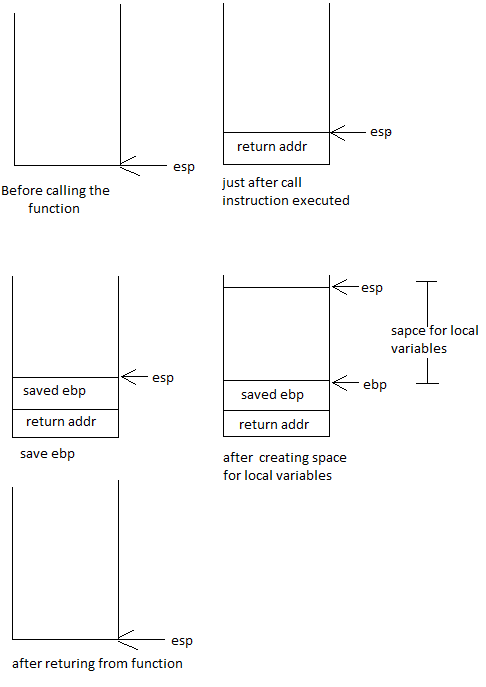 esp
Before calling the
function
return addr
esp
just after call
instruction executed
saved ebp
return addr
esp
save ebp
esp
sapce for local
variables
ebp
saved ebp
return addr
after creating space
for local variables
esp
after returing from function